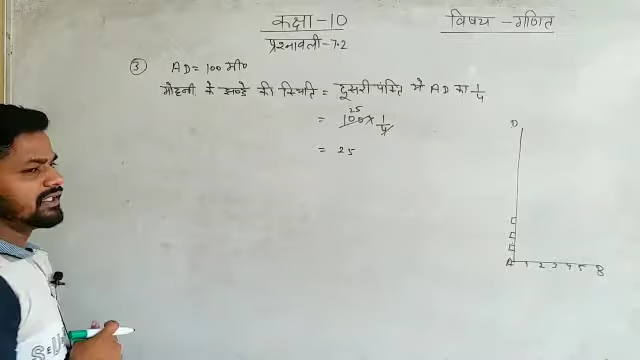 कक्षा -10
विषय -गणित
प्रश्नावली-7.2
③ AD = 100 मी०
मोहनी के झण्डे की स्थिति = दूसरी पंक्ति मे AD का 1/4
= 100 × 1/4
25
= 25
D
A 1 2 3 4 5 B